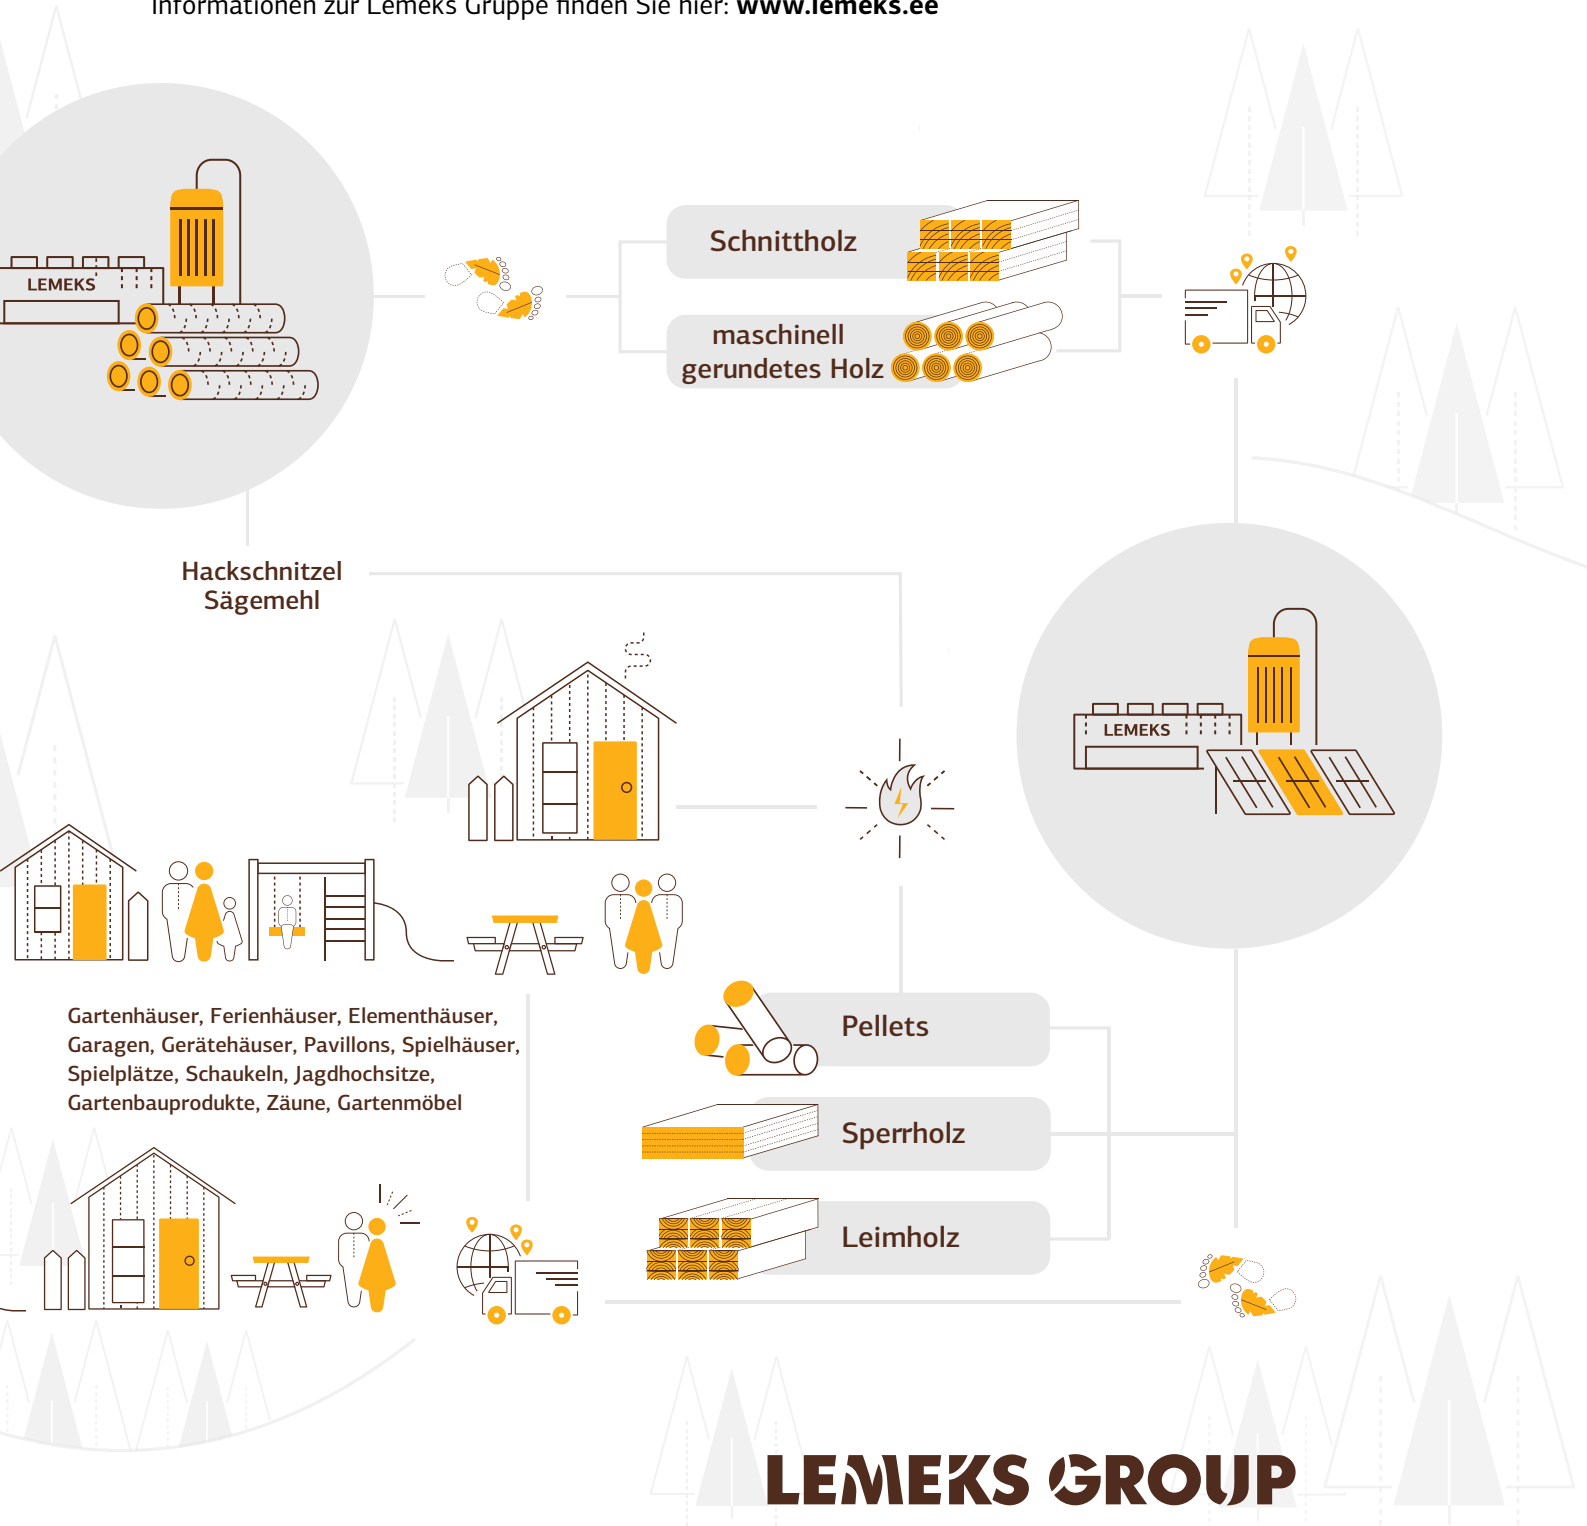 Informationen zur Lemeks Gruppe finden Sie hier: www.lemeks.ee
Schnittholz
LEMEKS
maschinell
gerundetes Holz
Hackschnitzel
Sägemehl
LEMEKS
Gartenhäuser, Ferienhäuser, Elementhäuser,
Garagen, Gerätehäuser, Pavillons, Spielhäuser,
Spielplätze, Schaukeln, Jagdhochsitze,
Gartenbauprodukte, Zäune, Gartenmöbel
Pellets
Sperrholz
Leimholz
LEMEKS GROUP